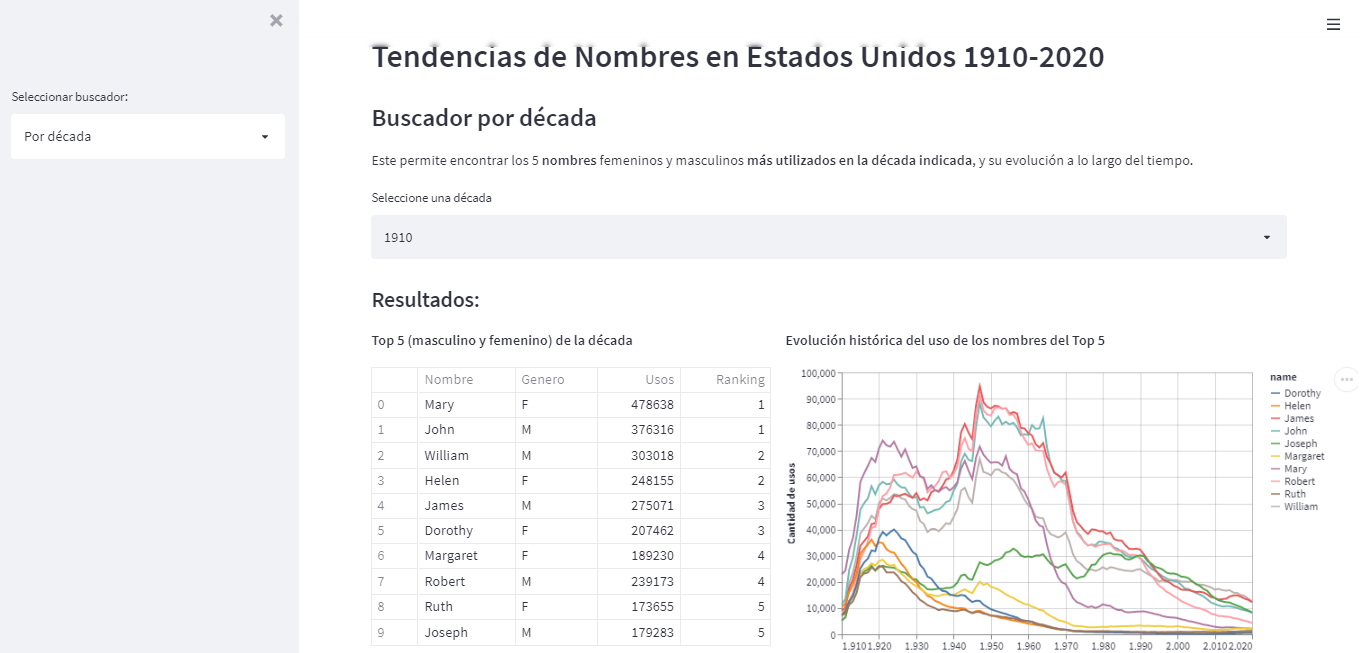 Seleccionar buscador:
Por década
Tendencias de Nombres en Estados Unidos 1910-2020
Buscador por década
Este permite encontrar los 5 nombres femeninos y masculinos más utilizados en la década indicada, y su evolución a lo largo del tiempo.
Seleccione una década
1910
Resultados:
Top 5 (masculino y femenino) de la década
Nombre Genero Usos Ranking
0 Mary F 478638 1
1 John M 376316 1
2 William M 303018 2
3 Helen F 248155 2
4 James M 275071 3
5 Dorothy F 207462 3
6 Margaret F 189230 4
7 Robert M 239173 4
8 Ruth F 173655 5
9 Joseph M 179283 5
Evolución histórica del uso de los nombres del Top 5
Cantidad de usos
100,000
90,000
80,000
70,000
60,000
50,000
40,000
30,000
20,000
10,000
0
1.910 1.920 1.930 1.940 1.950 1.960 1.970 1.980 1.990 2.000 2.010 2.020
name
Dorothy
Helen
James
John
Joseph
Margaret
Mary
Robert
Ruth
William